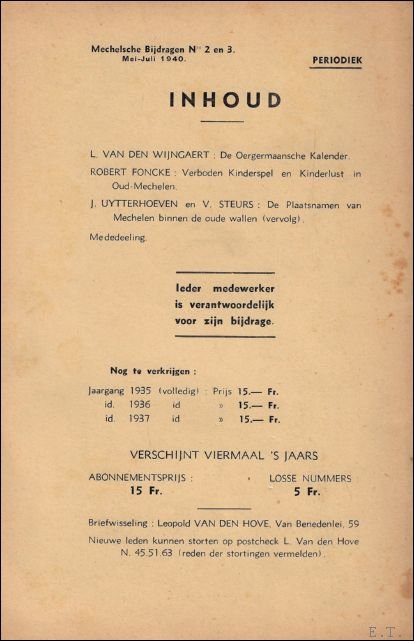 Mechelsche Bijdragen Nrs 2 en 3.
Mei-Juli 1940.
PERIODIEK
INHOUD
L. VAN DEN WIJNGAERT : De Oergermaansche Kalender.
ROBERT FONCKE : Verboden Kinderspel en Kinderlust in
Oud-Mechelen.
J. UYTTERHOEVEN en V. STEURS : De Plaatsnamen van
Mechelen binnen de oude wallen (vervolg).
Mededeeling.
Ieder medewerker
is verantwoordelijk
voor zijn bijdrage.
Nog te verkrijgen :
Jaargang 1935 (volledig) : Prijs 15.— Fr.
id. 1936 id » 15.— Fr.
id. 1937 id » 15.— Fr.
VERSCHIJNT VIERMAAL 'S JAARS
ABONNEMENTSPRIJS : LOSSE NUMMERS
15 Fr. 5 Fr.
Briefwisseling : Leopold VAN DEN HOVE, Van Benedenlei, 59
Nieuwe leden kunnen storten op postcheck L. Van den Hove
N. 45.51.63 (reden der stortingen vermelden).
E.T.